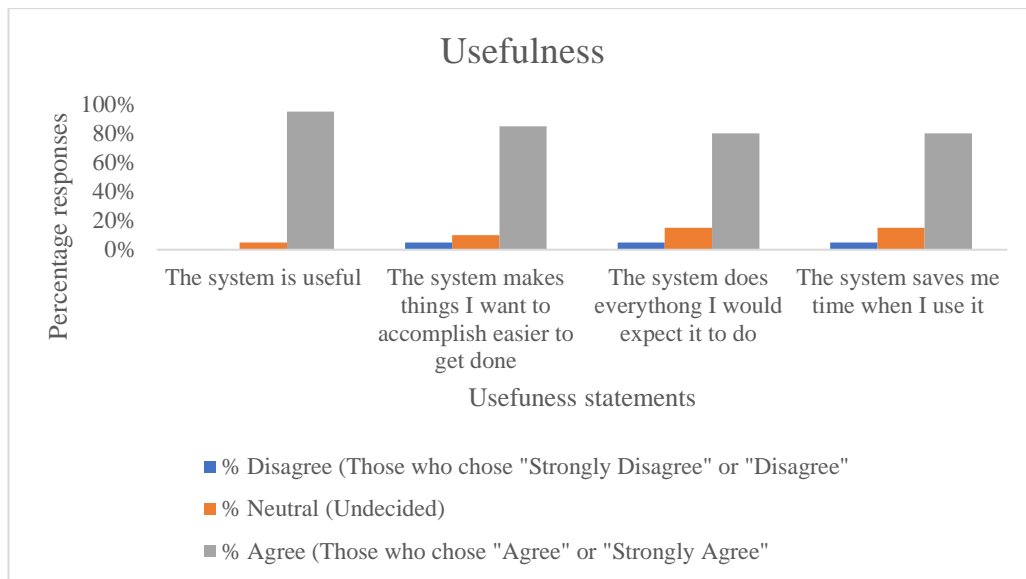 Usefulness
Percentage responses
100%
80%
60%
40%
20%
0%
The system is useful
The system makes
things I want to
accomplish easier to
get done
The system does
everythong I would
expect it to do
The system saves me
time when I use it
Usefuness statements
% Disagree (Those who chose "Strongly Disagree" or "Disagree"
% Neutral (Undecided)
% Agree (Those who chose "Agree" or "Strongly Agree"